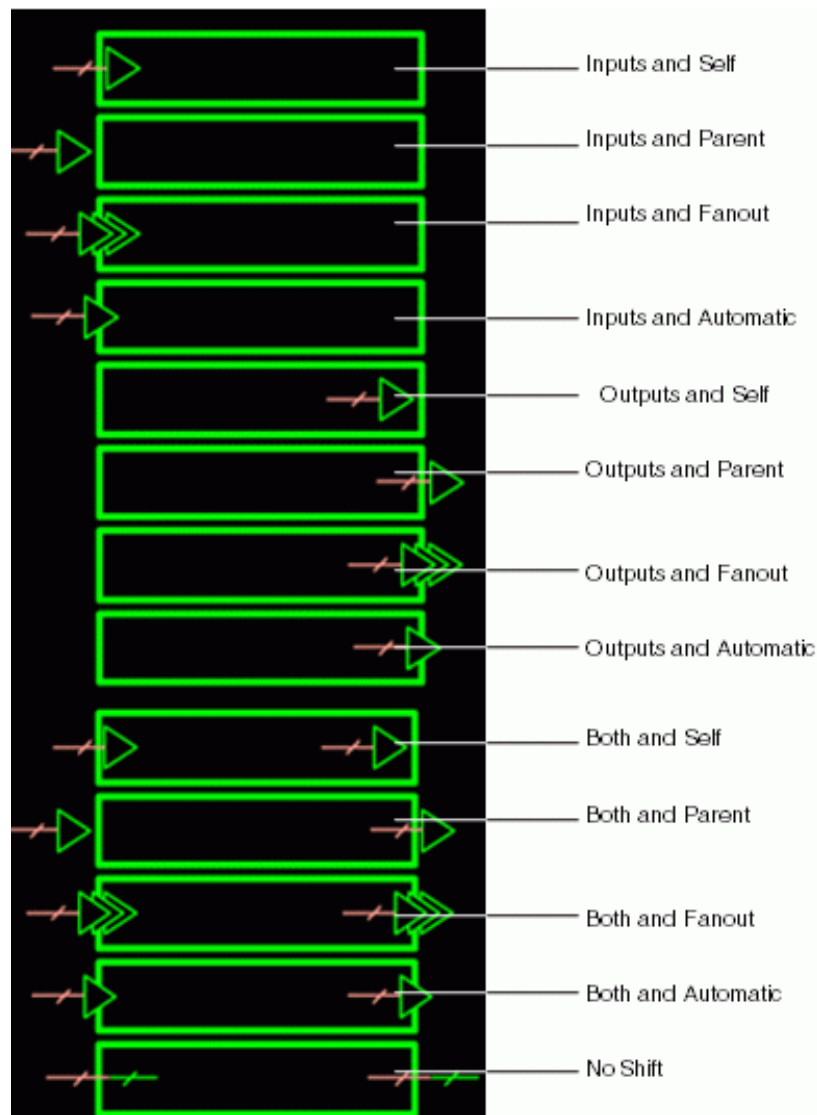 Inputs and Self
Inputs and Parent
Inputs and Fanout
Inputs and Automatic
Outputs and Self
Outputs and Parent
Outputs and Fanout
Outputs and Automatic
Both and Self
Both and Parent
Both and Fanout
Both and Automatic
No Shift